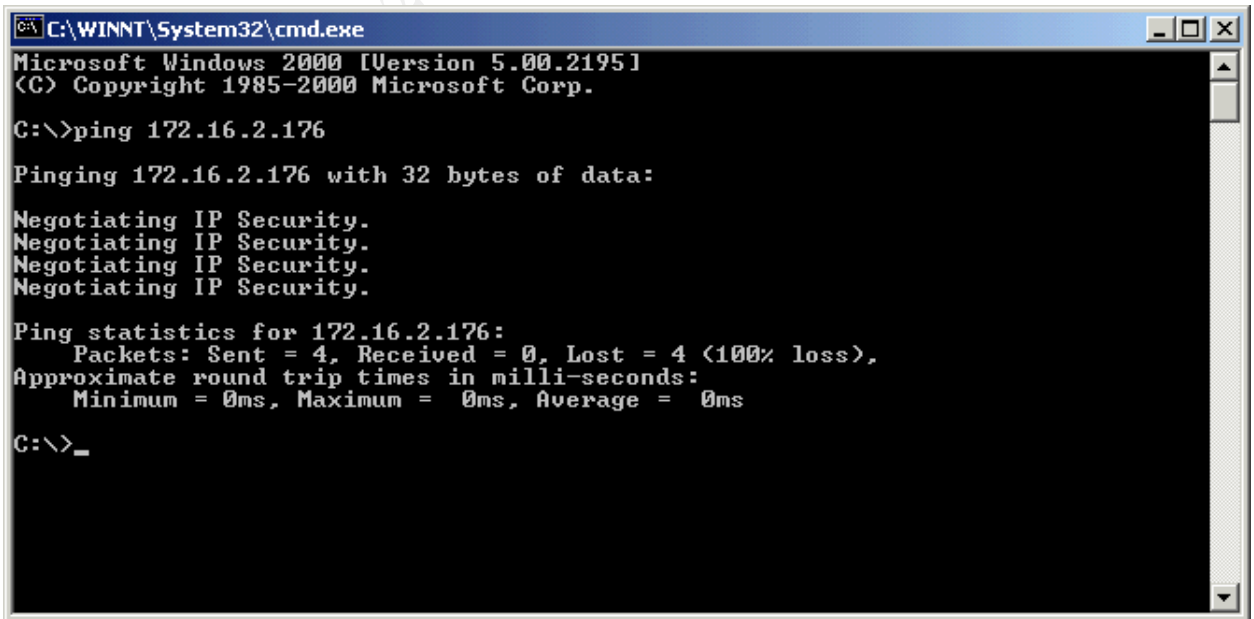 C:\WINNT\System32\cmd.exe
Microsoft Windows 2000 [Version 5.00.2195]
(C) Copyright 1985-2000 Microsoft Corp.
C:\>ping 172.16.2.176
Pinging 172.16.2.176 with 32 bytes of data:
Negotiating IP Security.
Negotiating IP Security.
Negotiating IP Security.
Negotiating IP Security.
Ping statistics for 172.16.2.176:
    Packets: Sent = 4, Received = 0, Lost = 4 (100% loss),
Approximate round trip times in milli-seconds:
    Minimum = 0ms, Maximum =  0ms, Average =  0ms
C:\>_